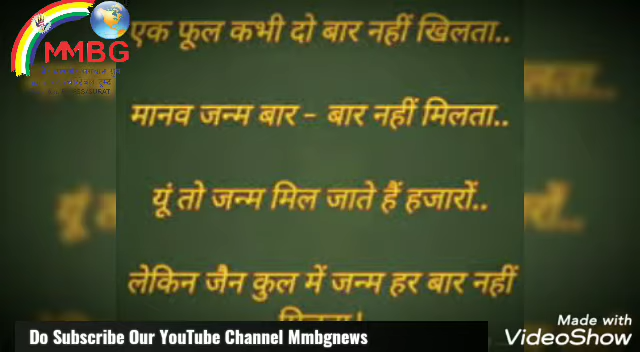 एक फूल कभी दो बार नहीं खिलता..
MMBG
मानव जन्म बार - बार नहीं मिलता..
यूं तो जन्म मिल जाते हैं हजारों..
लेकिन जैन कुल में जन्म हर बार नहीं
Made with
VideoShow
Do Subscribe Our YouTube Channel Mmbgnews